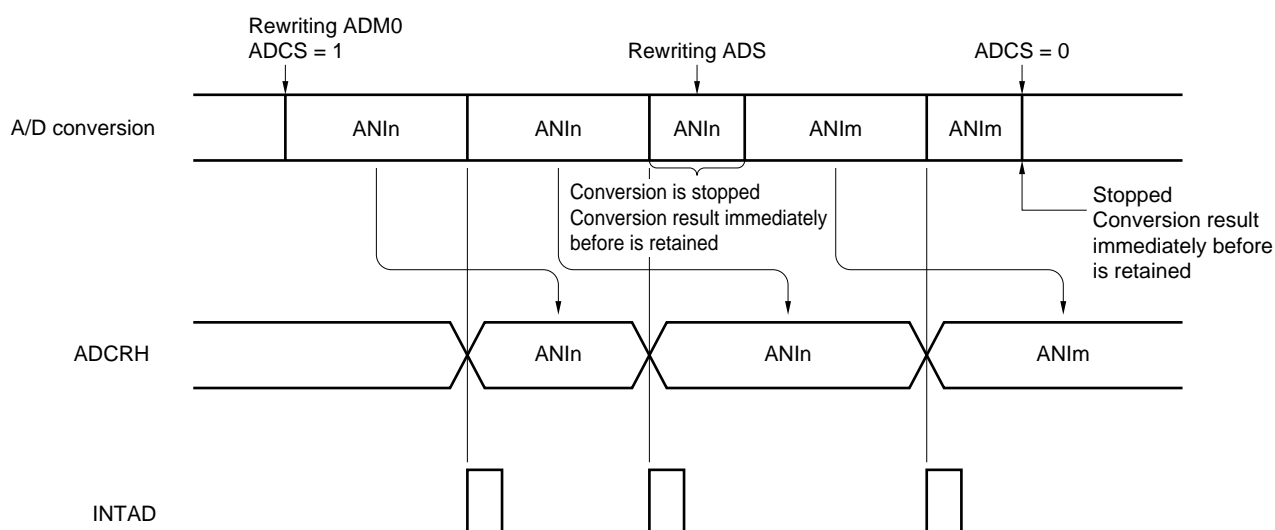 Rewriting ADM0
ADCS = 1
Rewriting ADS
ADCS = 0
A/D conversion
ANIn
ANIn
ANIn
ANIm
ANIm
Conversion is stopped
Conversion result immediately
before is retained
Stopped
Conversion result
immediately before
is retained
ADCRH
ANIn
ANIn
ANIm
INTAD